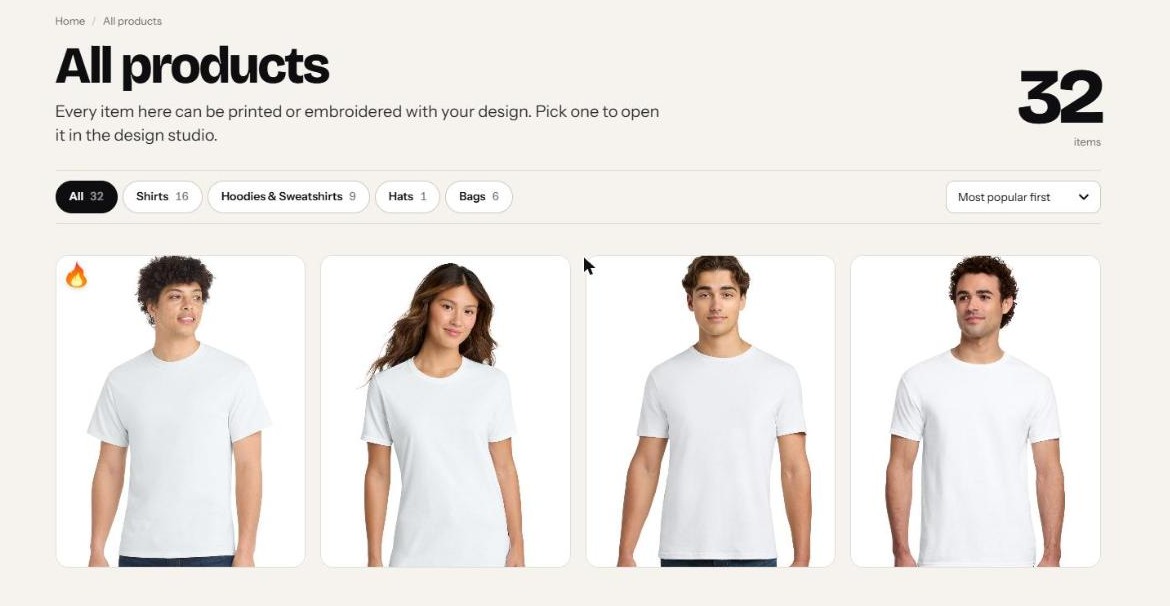 Home / All products
All products
Every item here can be printed or embroidered with your design. Pick one to open
it in the design studio.
32
items
All 32 Shirts 16 Hoodies & Sweatshirts 9 Hats 1 Bags 6 Most popular first